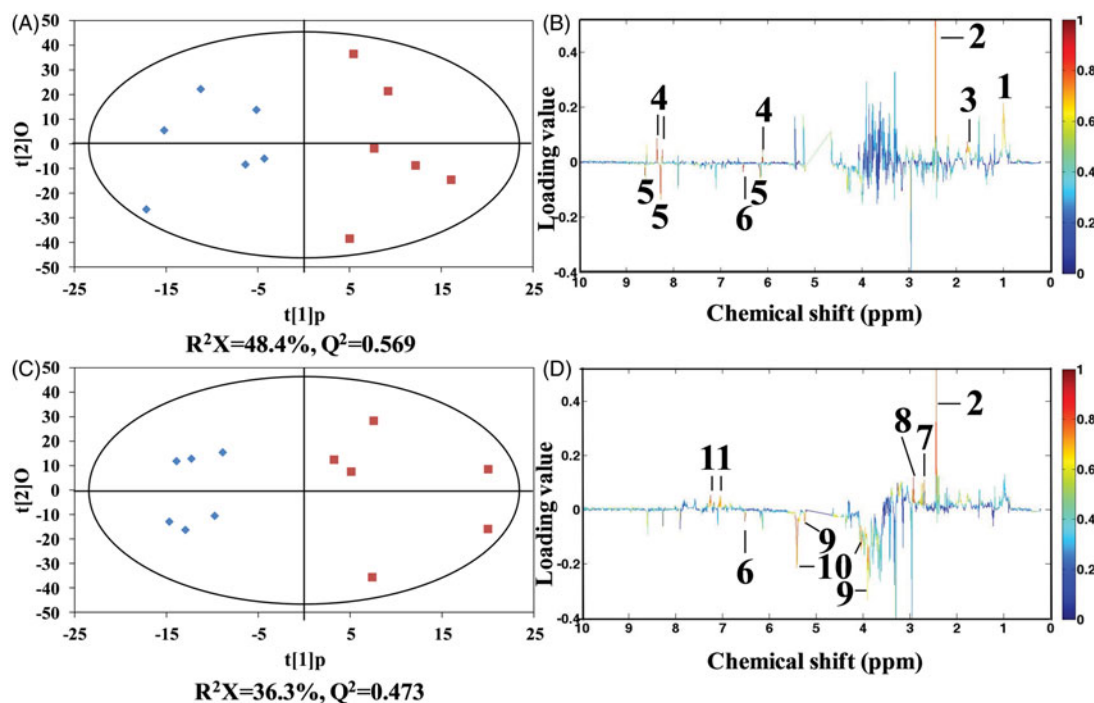 (A)
50
40
30
20
10
0
-10
-20
-30
-40
-50
t[2]O
-25 -15 -5 5 15 25
t[1]p
R²X=48.4%, Q²=0.569
(B)
0.4
0.2
0
-0.2
-0.4
Loading value
2
4 4 3 1
5 5 6 5
10 9 8 7 6 5 4 3 2 1 0
Chemical shift (ppm)
1
0.8
0.6
0.4
0.2
0
(C)
50
40
30
20
10
0
-10
-20
-30
-40
-50
t[2]O
-25 -15 -5 5 15 25
t[1]p
R²X=36.3%, Q²=0.473
(D)
0.4
0.2
0
-0.2
-0.4
Loading value
2
8 7
11
9
6 10
9
10 9 8 7 6 5 4 3 2 1 0
Chemical shift (ppm)
1
0.8
0.6
0.4
0.2
0